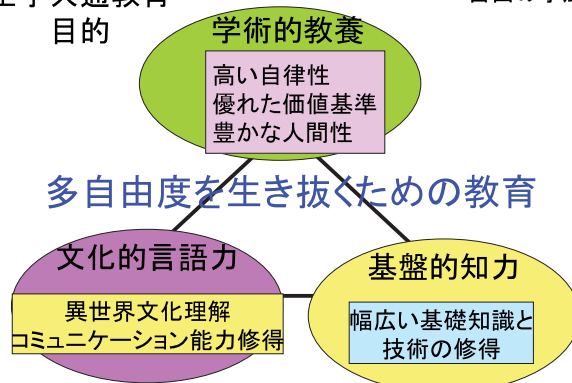 目的
学術的教養
高い自律性
優れた価値基準
豊かな人間性
多自由度を生き抜くための教育
文化的言語力
異世界文化理解
コミュニケーション能力修得
基盤的知力
幅広い基礎知識と
技術の修得